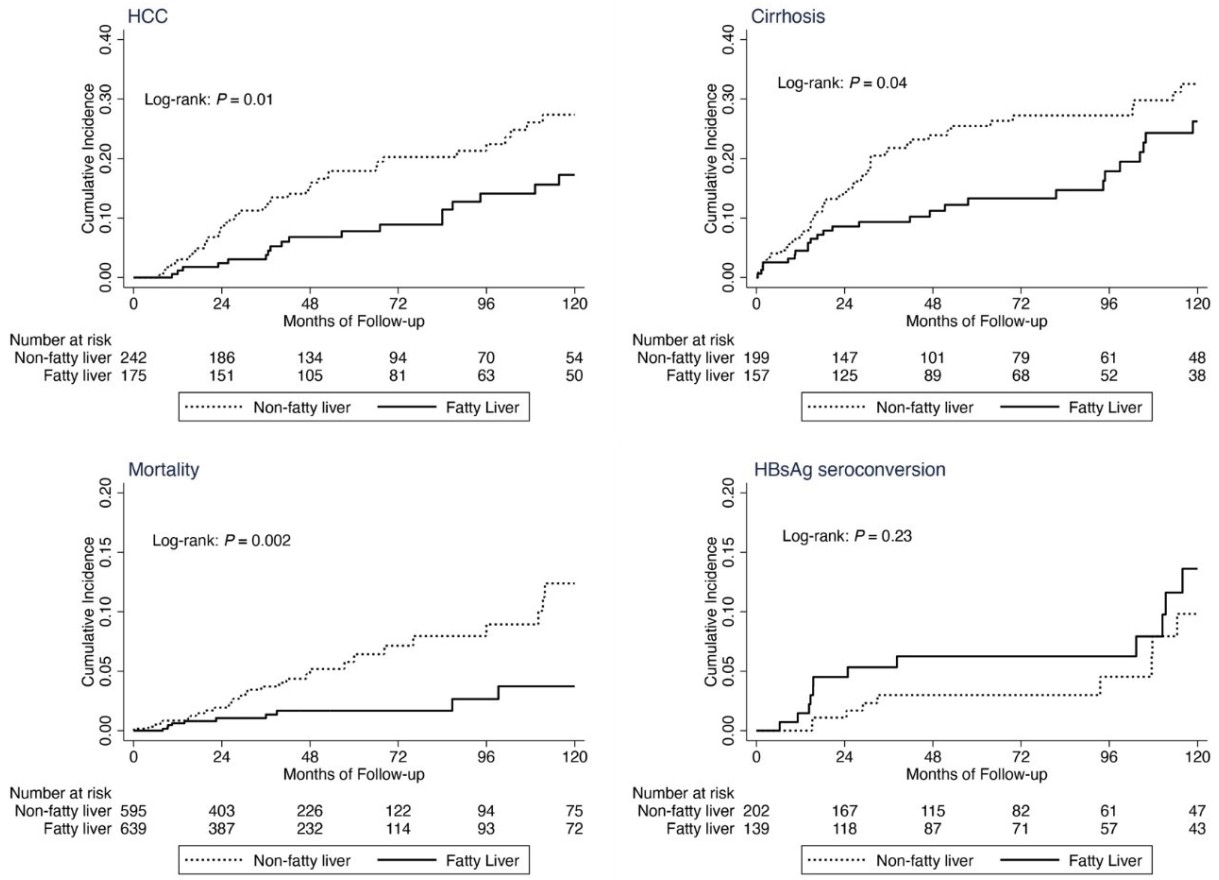 HCC
Cumulative Incidence
0.40
0.30
0.20
0.10
0.00
Log-rank: P = 0.01
0 24 48 72 96 120
Months of Follow-up
Number at risk
Non-fatty liver 242 186 134 94 70 54
Fatty liver 175 151 105 81 63 50
Non-fatty liver Fatty Liver
Cirrhosis
Cumulative Incidence
0.40
0.30
0.20
0.10
0.00
Log-rank: P = 0.04
0 24 48 72 96 120
Months of Follow-up
Number at risk
Non-fatty liver 199 147 101 79 61 48
Fatty liver 157 125 89 68 52 38
Non-fatty liver Fatty Liver
Mortality
Cumulative Incidence
0.20
0.15
0.10
0.05
0.00
Log-rank: P = 0.002
0 24 48 72 96 120
Months of Follow-up
Number at risk
Non-fatty liver 595 403 226 122 94 75
Fatty liver 639 387 232 114 93 72
Non-fatty liver Fatty Liver
HBsAg seroconversion
Cumulative Incidence
0.20
0.15
0.10
0.05
0.00
Log-rank: P = 0.23
0 24 48 72 96 120
Months of Follow-up
Number at risk
Non-fatty liver 202 167 115 82 61 47
Fatty liver 139 118 87 71 57 43
Non-fatty liver Fatty Liver